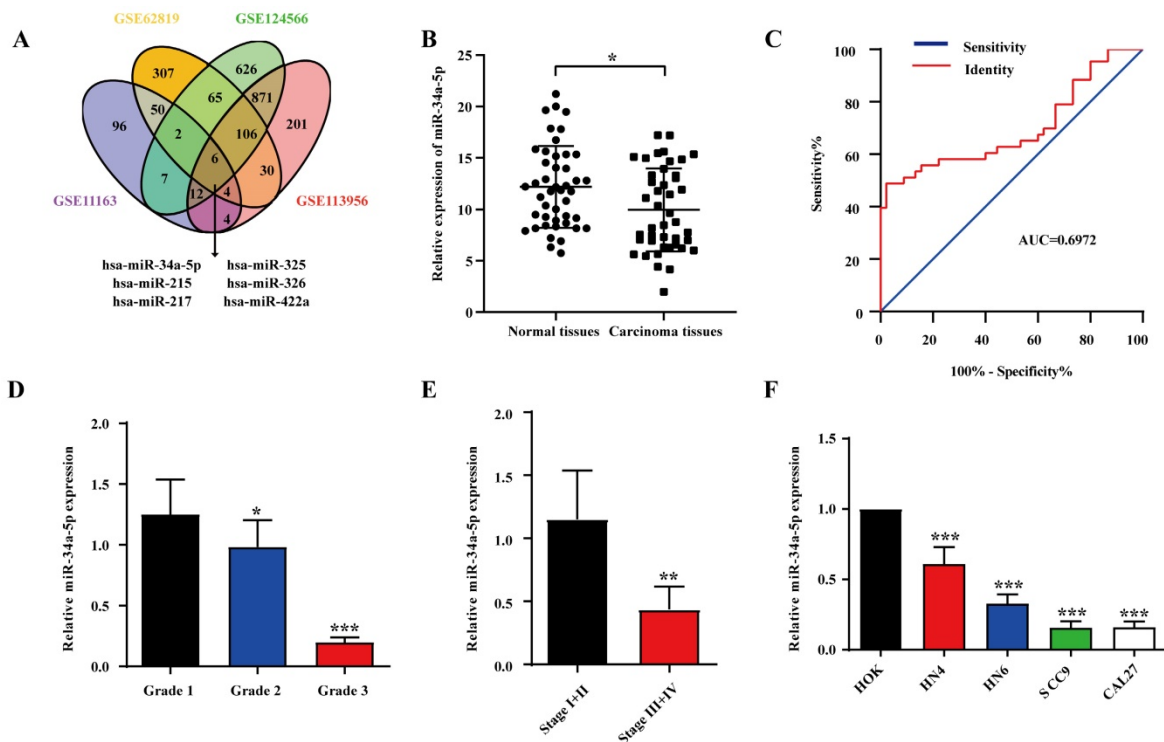 A
GSE62819
GSE124566
307
626
50
65
871
96
2
106
201
6
7
30
12
4
4
GSE11163
GSE113956
hsa-miR-34a-5p
hsa-miR-325
hsa-miR-215
hsa-miR-326
hsa-miR-217
hsa-miR-422a
B
Relative expression of miR-34a-5p
25
20
15
10
5
0
*
Normal tissues
Carcinoma tissues
C
Sensitivity
Identity
Sensitivity%
100
80
60
40
20
0
AUC=0.6972
0
20
40
60
80
100
100% - Specificity%
D
Relative miR-34a-5p expression
2.0
1.5
1.0
0.5
0.0
*
***
Grade 1
Grade 2
Grade 3
E
Relative miR-34a-5p expression
2.0
1.5
1.0
0.5
0.0
**
Stage I+II
Stage III+IV
F
Relative miR-34a-5p expression
1.5
1.0
0.5
0.0
***
***
***
***
HOK
HN4
HN6
SCC9
CAL27